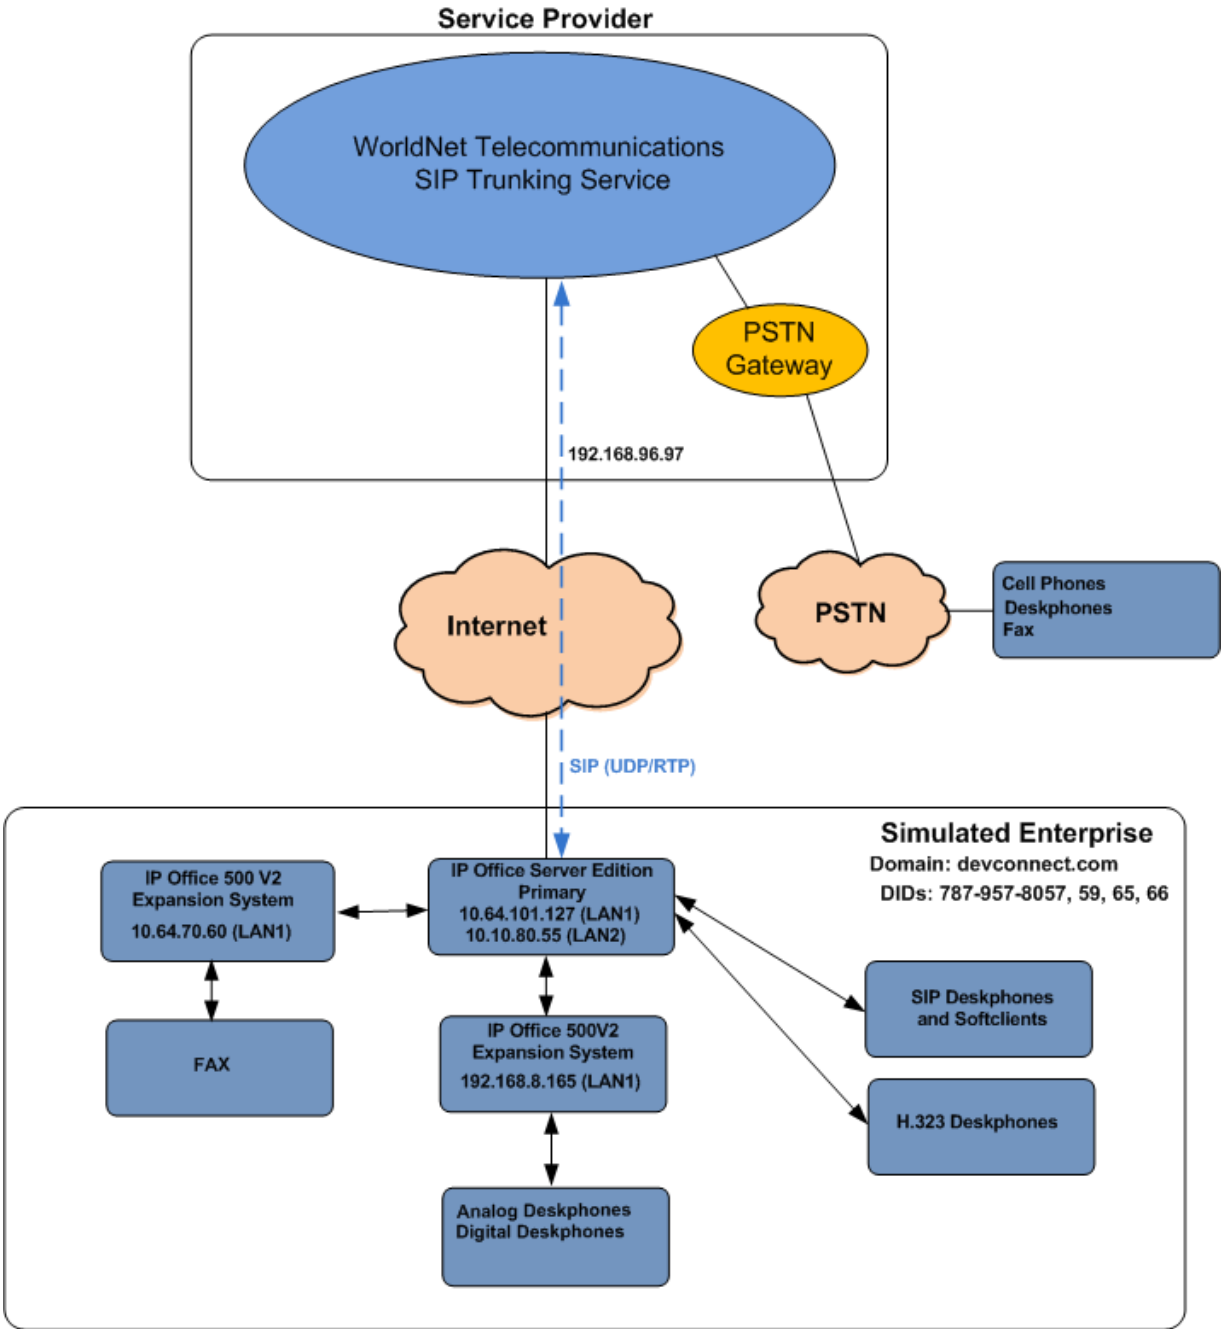 Service Provider
WorldNet Telecommunications
SIP Trunking Service
PSTN
Gateway
192.168.96.97
Internet
PSTN
Cell Phones
Deskphones
Fax
SIP (UDP/RTP)
Simulated Enterprise
Domain: devconnect.com
DIDs: 787-957-8057, 59, 65, 66
IP Office 500 V2
Expansion System
10.64.70.60 (LAN1)
IP Office Server Edition
Primary
10.64.101.127 (LAN1)
10.10.80.55 (LAN2)
SIP Deskphones
and Softclients
FAX
IP Office 500V2
Expansion System
192.168.8.165 (LAN1)
H.323 Deskphones
Analog Deskphones
Digital Deskphones